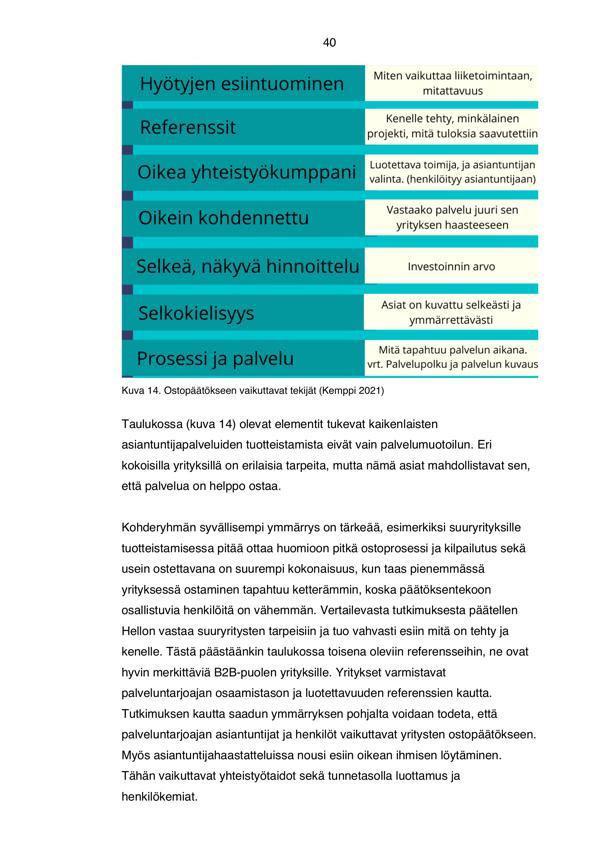 40
Hyötyjen esiintuominen
Miten vaikuttaa liiketoimintaan,
mitattavuus
Referenssit
Kenelle tehty, minkälainen
projekti, mitä tuloksia saavutettiin
Oikea yhteistyökumppani
Luotettava toimija, ja asiantuntijan
valinta. (henkilöityy asiantuntijaan)
Oikein kohdennettu
Vastaako palvelu juuri sen
yrityksen haasteeseen
Selkeä, näkyvä hinnoittelu
Investoinnin arvo
Selkokielisyys
Asiat on kuvattu selkeästi ja
ymmärrettävästi
Prosessi ja palvelu
Mitä tapahtuu palvelun aikana.
vrt. Palvelupolku ja palvelun kuvaus
Kuva 14. Ostopäätökseen vaikuttavat tekijät (Kemppi 2021)
Taulukossa (kuva 14) olevat elementit tukevat kaikenlaisten
asiantuntijapalveluiden tuotteistamista eivät vain palvelumuotoilun. Eri
kokoisilla yrityksillä on erilaisia tarpeita, mutta nämä asiat mahdollistavat sen,
että palvelua on helppo ostaa.
Kohderyhmän syvällisempi ymmärrys on tärkeää, esimerkiksi suuryrityksille
tuotteistamisessa pitää ottaa huomioon pitkä ostoprosessi ja kilpailutus sekä
usein ostettavana on suurempi kokonaisuus, kun taas pienemmässä
yrityksessä ostaminen tapahtuu ketterämmin, koska päätöksentekoon
osallistuvia henkilöitä on vähemmän. Vertailevasta tutkimuksesta päätellen
Hellon vastaa suuryritysten tarpeisiin ja tuo vahvasti esiin mitä on tehty ja
kenelle. Tästä päästäänkin taulukossa toisena oleviin referensseihin, ne ovat
hyvin merkittäviä B2B-puolen yrityksille. Yritykset varmistavat
palveluntarjoajan osaamistason ja luotettavuuden referenssien kautta.
Tutkimuksen kautta saadun ymmärryksen pohjalta voidaan todeta, että
palveluntarjoajan asiantuntijat ja henkilöt vaikuttavat yritysten ostopäätökseen.
Myös asiantuntijahaastatteluissa nousi esiin oikean ihmisen löytäminen.
Tähän vaikuttavat yhteistyötaidot sekä tunnetasolla luottamus ja
henkilökemiat.